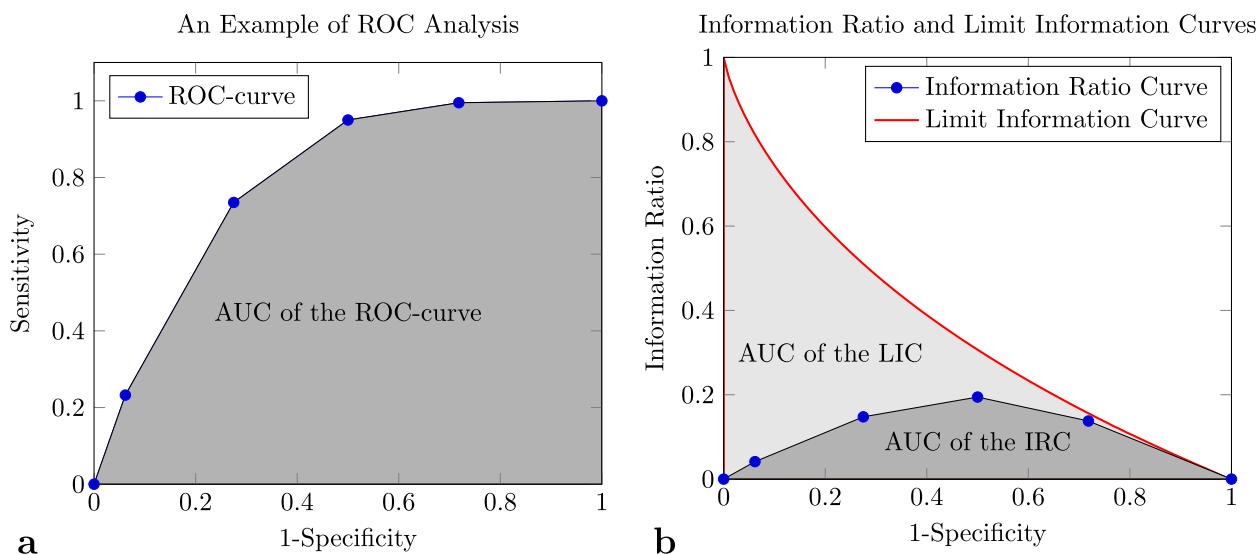 An Example of ROC Analysis
ROC-curve
1
0.8
0.6
0.4
0.2
0
Sensitivity
AUC of the ROC-curve
0 0.2 0.4 0.6 0.8 1
1-Specificity
a
Information Ratio and Limit Information Curves
Information Ratio Curve
Limit Information Curve
1
0.8
0.6
0.4
0.2
0
Information Ratio
AUC of the LIC
AUC of the IRC
0 0.2 0.4 0.6 0.8 1
1-Specificity
b